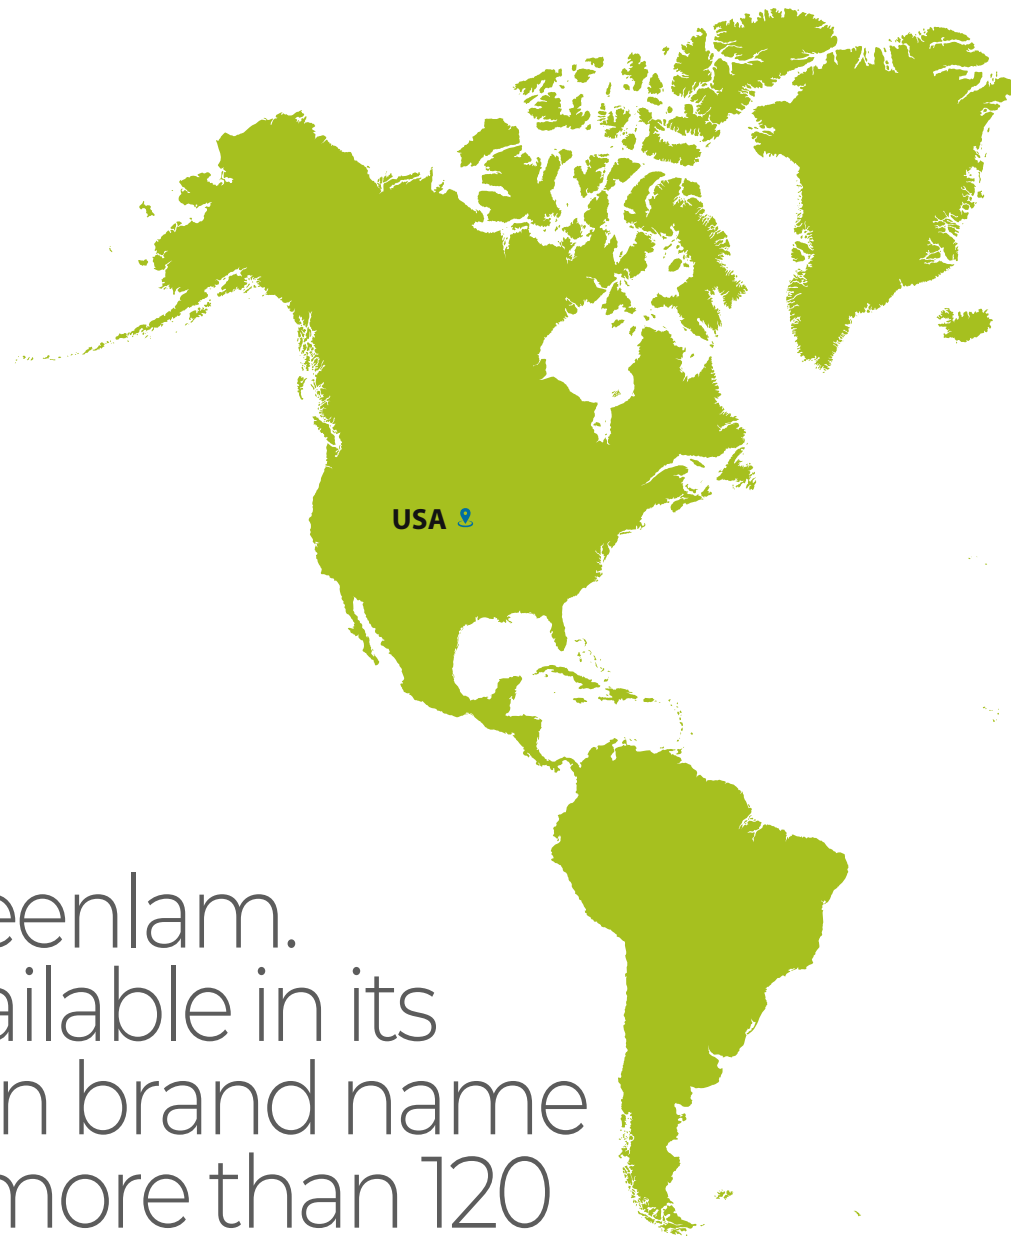 USA
eenlam.
ailable in its
n brand name
more than 120